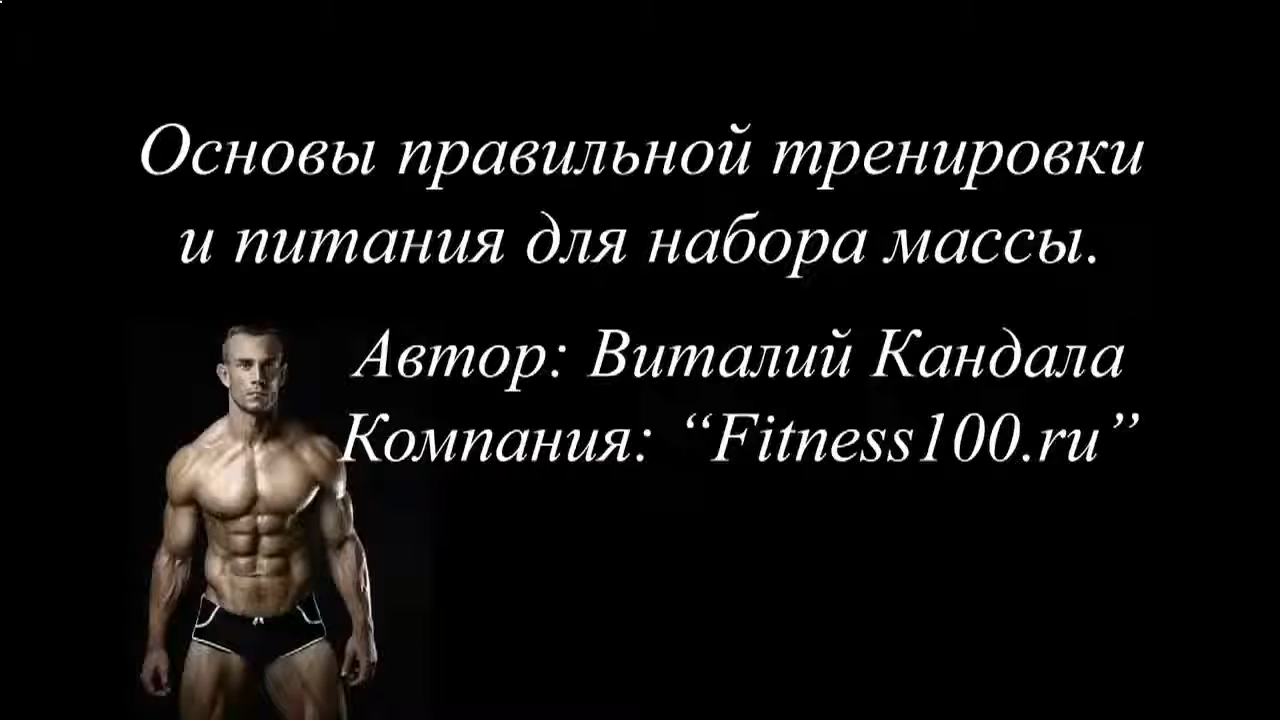 Основы правильной тренировки
и питания для набора массы.
Автор: Виталий Кандала
Компания: “Fitness100.ru”